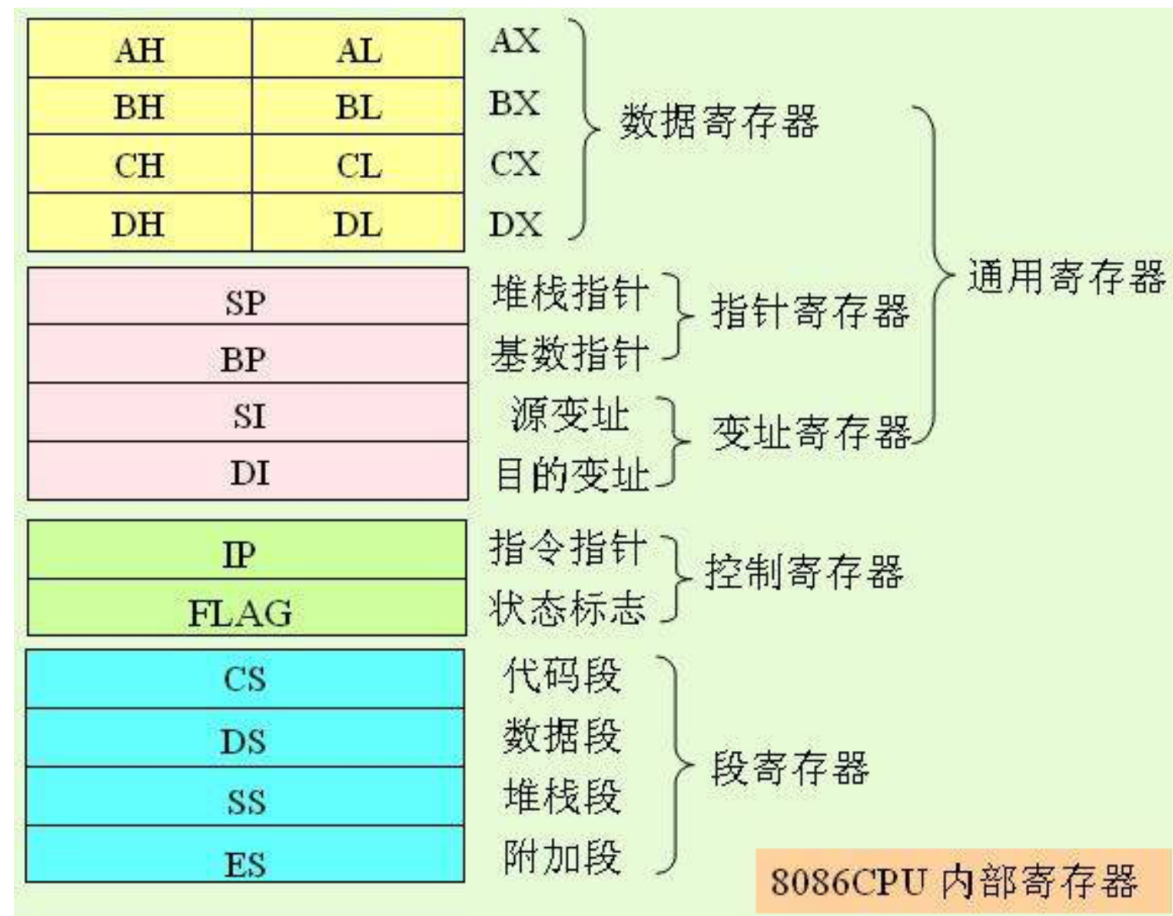 AH AL AX
BH BL BX
数据寄存器
CH CL CX
DH DL DX
通用寄存器
SP 堆栈指针
指针寄存器
BP 基数指针
SI 源变址
变址寄存器
DI 目的变址
IP 指令指针
控制寄存器
FLAG 状态标志
CS 代码段
DS 数据段
段寄存器
SS 堆栈段
ES 附加段
8086CPU 内部寄存器